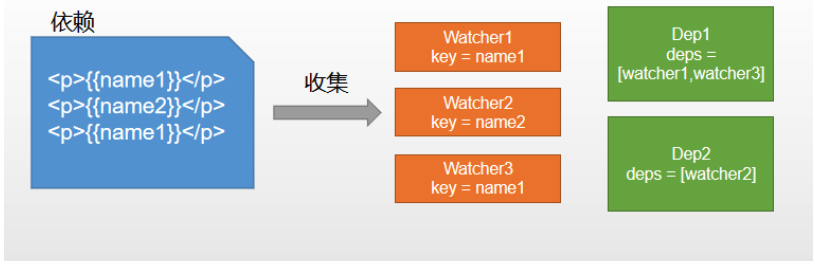 依赖
<p>{{name1}}</p>
<p>{{name2}}</p>
<p>{{name1}}</p>
收集
Watcher1
key = name1
Watcher2
key = name2
Watcher3
key = name1
Dep1
deps =
[watcher1,watcher3]
Dep2
deps = [watcher2]